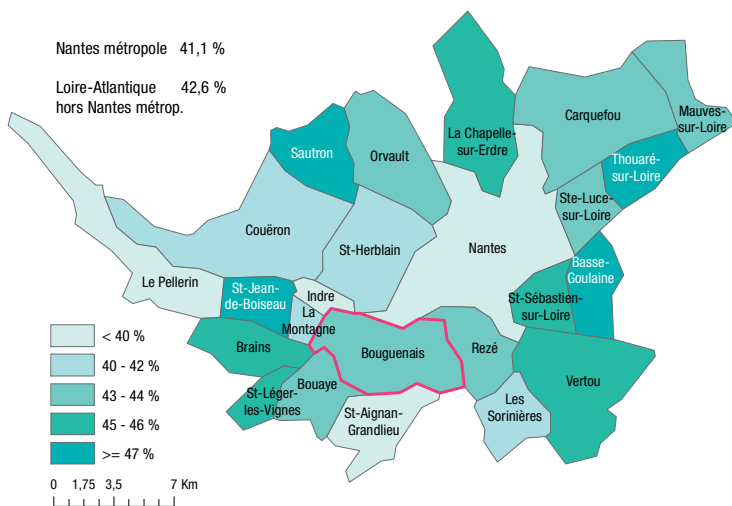 Nantes métropole 41,1 %
Loire-Atlantique 42,6 %
hors Nantes métrop.
La Chapelle-
sur-Erdre
Carquefou
Mauves-
sur-Loire
Sautron
Orvault
Thouaré-
sur-Loire
Ste-Luce-
sur-Loire
Couëron
St-Herblain
Nantes
Basse-
Goulaine
Le Pellerin
St-Jean-
de-Boiseau
Indre
La
Montagne
St-Sébastien-
sur-Loire
Brains
Bouguenais
Rezé
Vertou
St-Léger-
les-Vignes
Bouaye
St-Aignan-
Grandlieu
Les
Sorinières
< 40 %
40 - 42 %
43 - 44 %
45 - 46 %
>= 47 %
0 1,75 3,5 7 Km